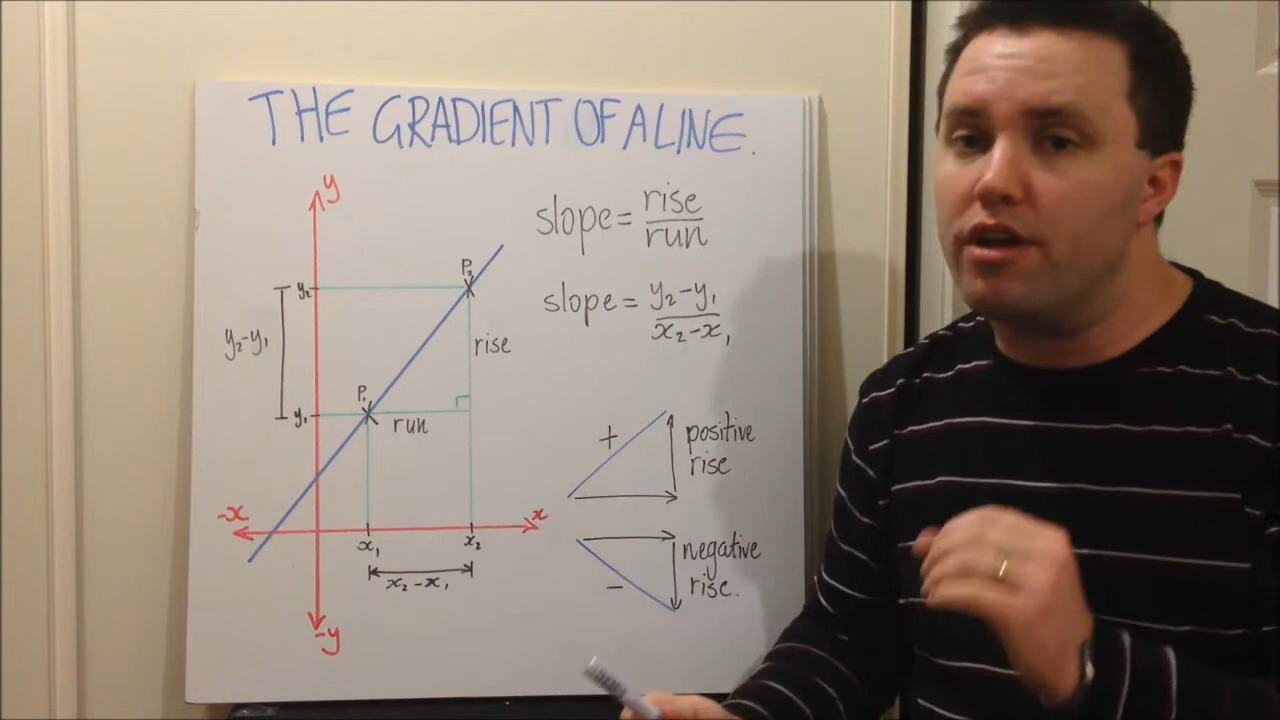 THE GRADIENT OF A LINE.
y
slope = rise/run
P₂
y₂
slope = y₂-y₁/x₂-x₁
y₂-y₁
rise
P₁
y₁
run
+
positive
rise
-x
x
x₁
x₂
x₂-x₁
negative
rise.
-
-y